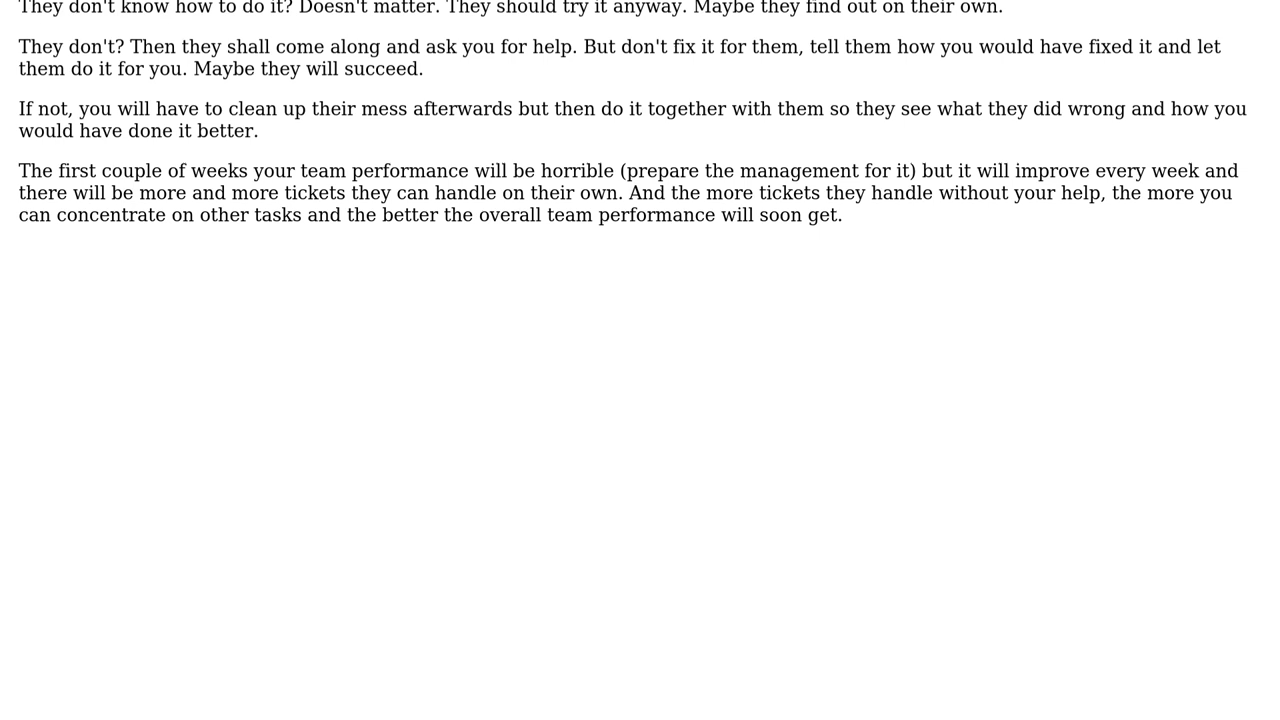 They don't know how to do it? Doesn't matter. They should try it anyway. Maybe they find out on their own.
They don't? Then they shall come along and ask you for help. But don't fix it for them, tell them how you would have fixed it and let
them do it for you. Maybe they will succeed.
If not, you will have to clean up their mess afterwards but then do it together with them so they see what they did wrong and how you
would have done it better.
The first couple of weeks your team performance will be horrible (prepare the management for it) but it will improve every week and
there will be more and more tickets they can handle on their own. And the more tickets they handle without your help, the more you
can concentrate on other tasks and the better the overall team performance will soon get.